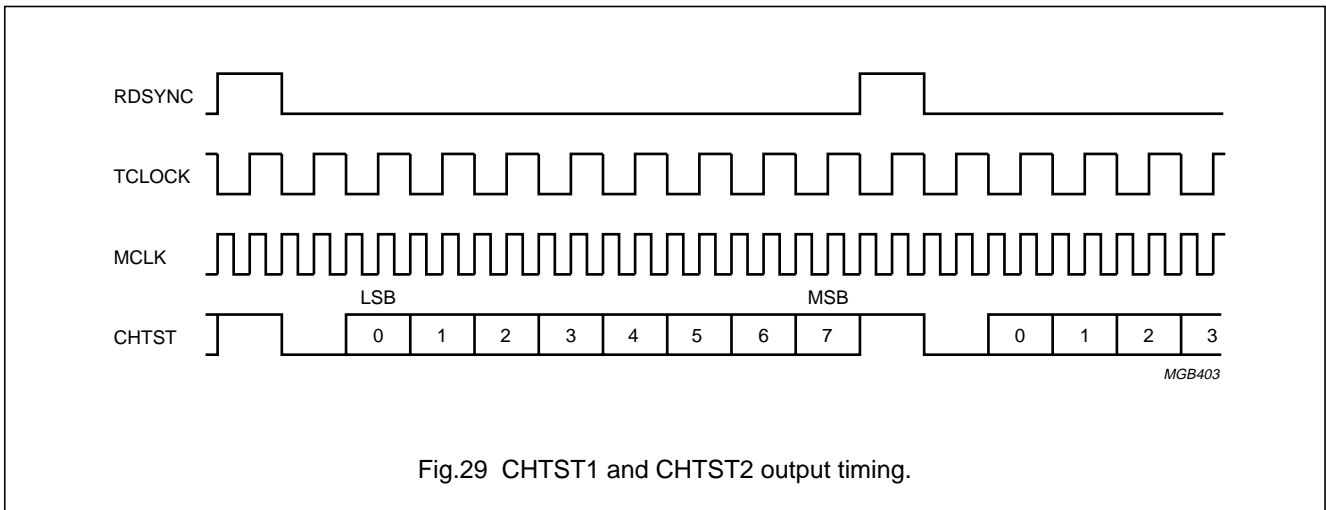 RDSYNC
TCLOCK
MCLK
LSB MSB
CHTST 0 1 2 3 4 5 6 7 0 1 2 3
MGB403
Fig.29 CHTST1 and CHTST2 output timing.